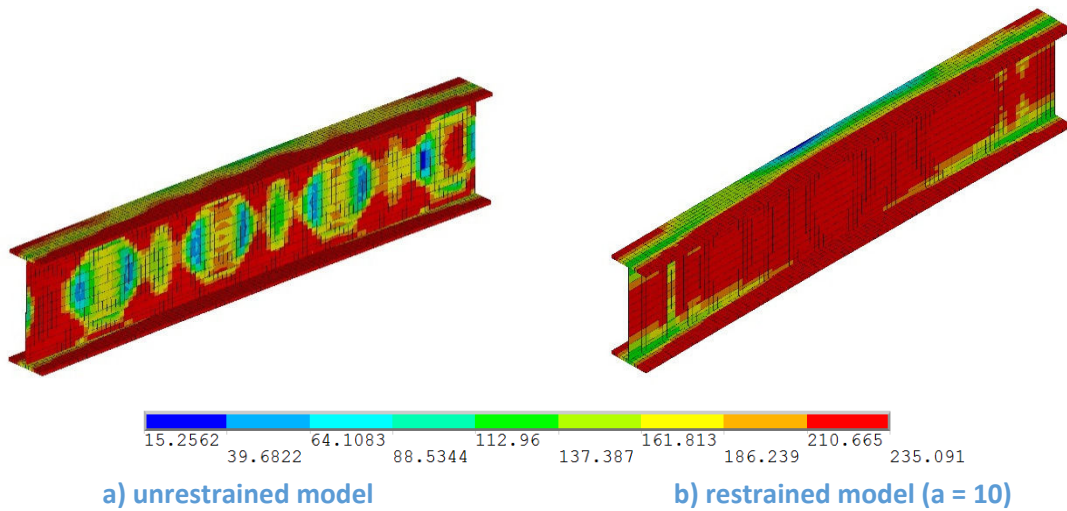 15.2562 64.1083 112.96 161.813 210.665
39.6822 88.5344 137.387 186.239 235.091
a) unrestrained model b) restrained model (a = 10)